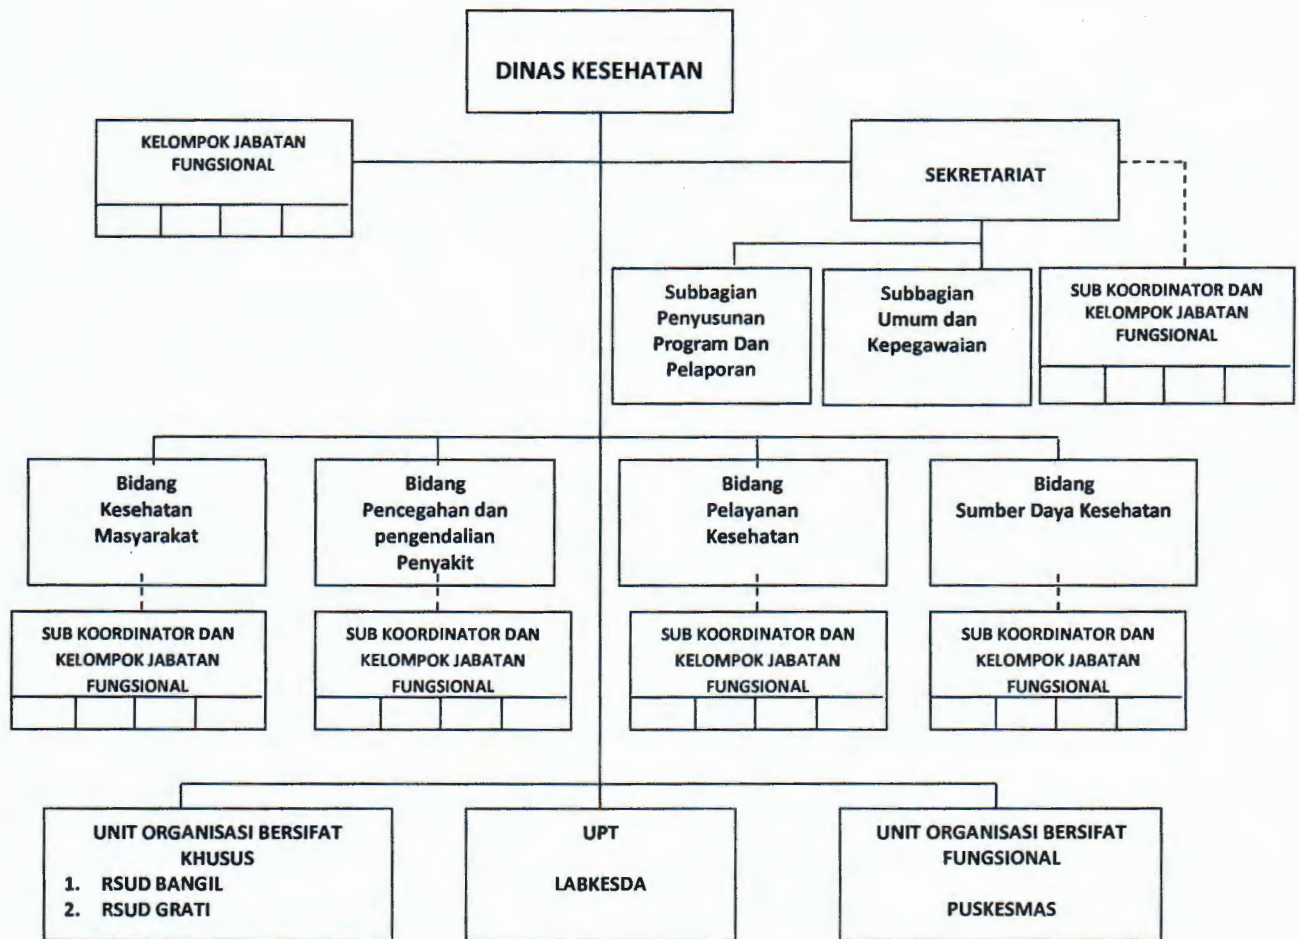 DINAS KESEHATAN
KELOMPOK JABATAN
FUNGSIONAL
SEKRETARIAT
Subbagian
Penyusunan
Program Dan
Pelaporan
Subbagian
Umum dan
Kepegawaian
SUB KOORDINATOR DAN
KELOMPOK JABATAN
FUNGSIONAL
Bidang
Kesehatan
Masyarakat
Bidang
Pencegahan dan
pengendalian
Penyakit
Bidang
Pelayanan
Kesehatan
Bidang
Sumber Daya Kesehatan
SUB KOORDINATOR DAN
KELOMPOK JABATAN
FUNGSIONAL
SUB KOORDINATOR DAN
KELOMPOK JABATAN
FUNGSIONAL
SUB KOORDINATOR DAN
KELOMPOK JABATAN
FUNGSIONAL
SUB KOORDINATOR DAN
KELOMPOK JABATAN
FUNGSIONAL
UNIT ORGANISASI BERSIFAT
KHUSUS
1. RSUD BANGIL
2. RSUD GRATI
UPT
LABKESDA
UNIT ORGANISASI BERSIFAT
FUNGSIONAL
PUSKESMAS